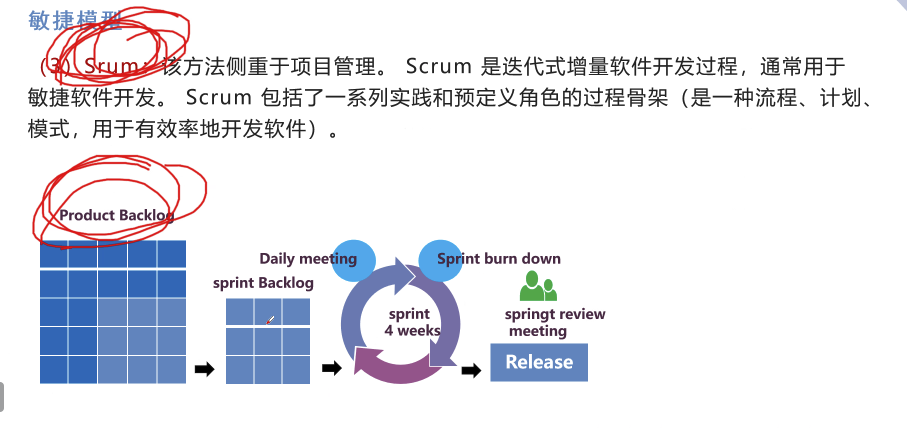 敏捷模型
（3）Srum：该方法侧重于项目管理。 Scrum 是迭代式增量软件开发过程，通常用于
敏捷软件开发。 Scrum 包括了一系列实践和预定义角色的过程骨架（是一种流程、计划、
模式，用于有效率地开发软件）。
Product Backlog
Daily meeting
Sprint burn down
sprint Backlog
sprint
4 weeks
springt review
meeting
Release